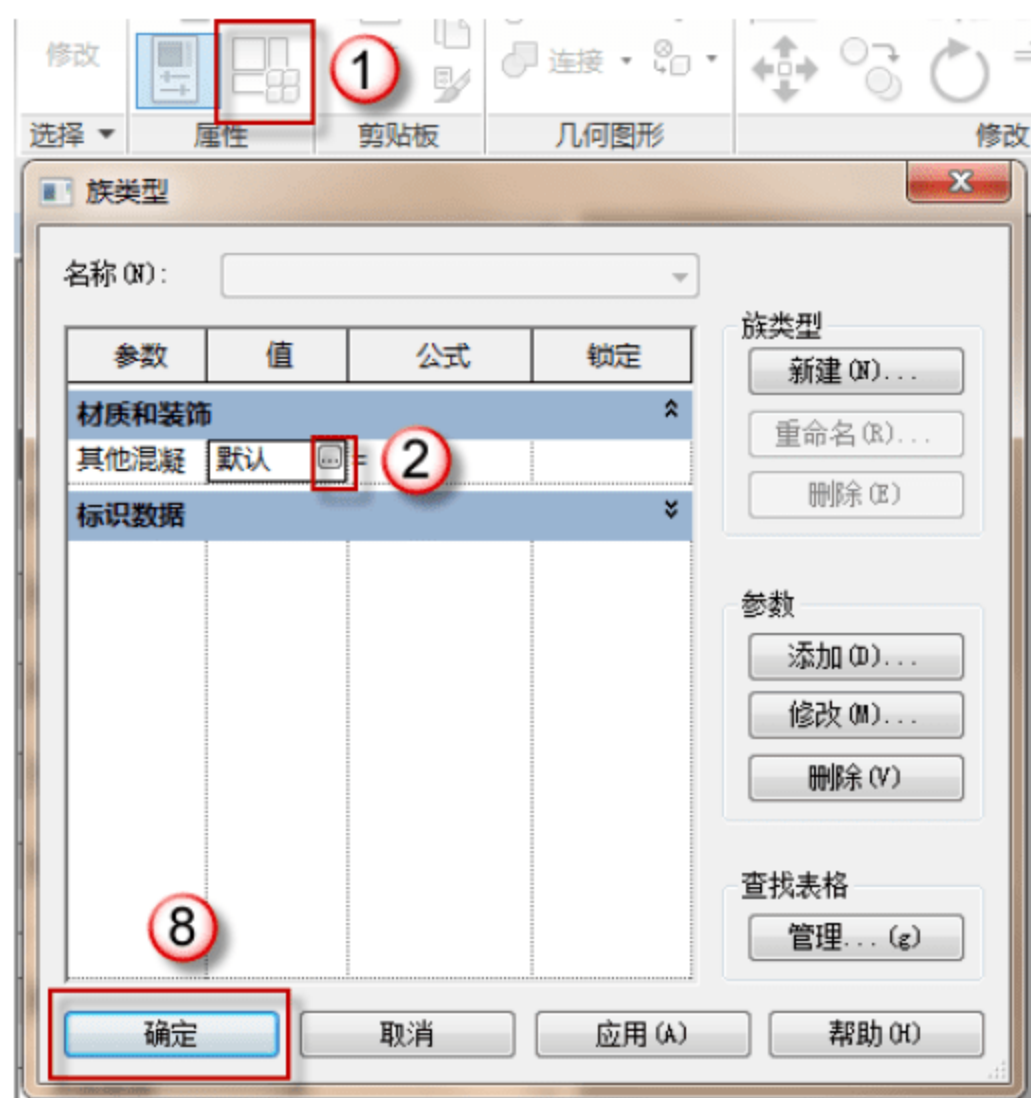 修改
1
连接
选择
属性
剪贴板
几何图形
修改
族类型
名称(N):
参数
值
公式
锁定
材质和装饰
其他混凝
默认
...
=
2
标识数据
族类型
新建(N)...
重命名(R)...
删除(E)
参数
添加(D)...
修改(M)...
删除(V)
查找表格
管理...(g)
8
确定
取消
应用(A)
帮助(H)